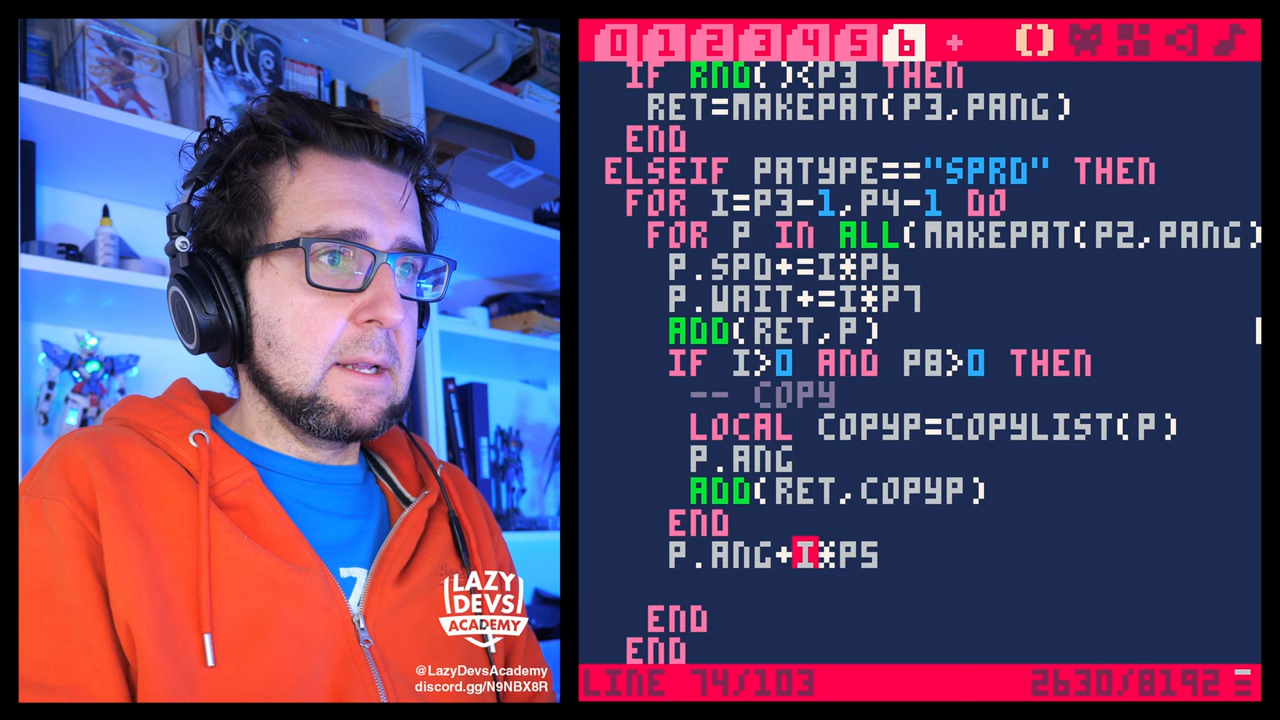 LOKI
LAZY
DEVS
ACADEMY
@LazyDevsAcademy
discord.gg/N9NBX8R
0 1 2 3 4 5 6 +
IF RND()<P3 THEN
RET=MAKEPAT(P3,PANG)
END
ELSEIF PATYPE=="SPRD" THEN
FOR I=P3-1,P4-1 DO
FOR P IN ALL(MAKEPAT(P2,PANG)
P.SPD+=I*P6
P.WAIT+=I*P7
ADD(RET,P)
IF I>0 AND P8>0 THEN
-- COPY
LOCAL COPYP=COPYLIST(P)
P.ANG
ADD(RET,COPYP)
END
P.ANG+I*P5
END
END
LINE 74/103
2630/8192